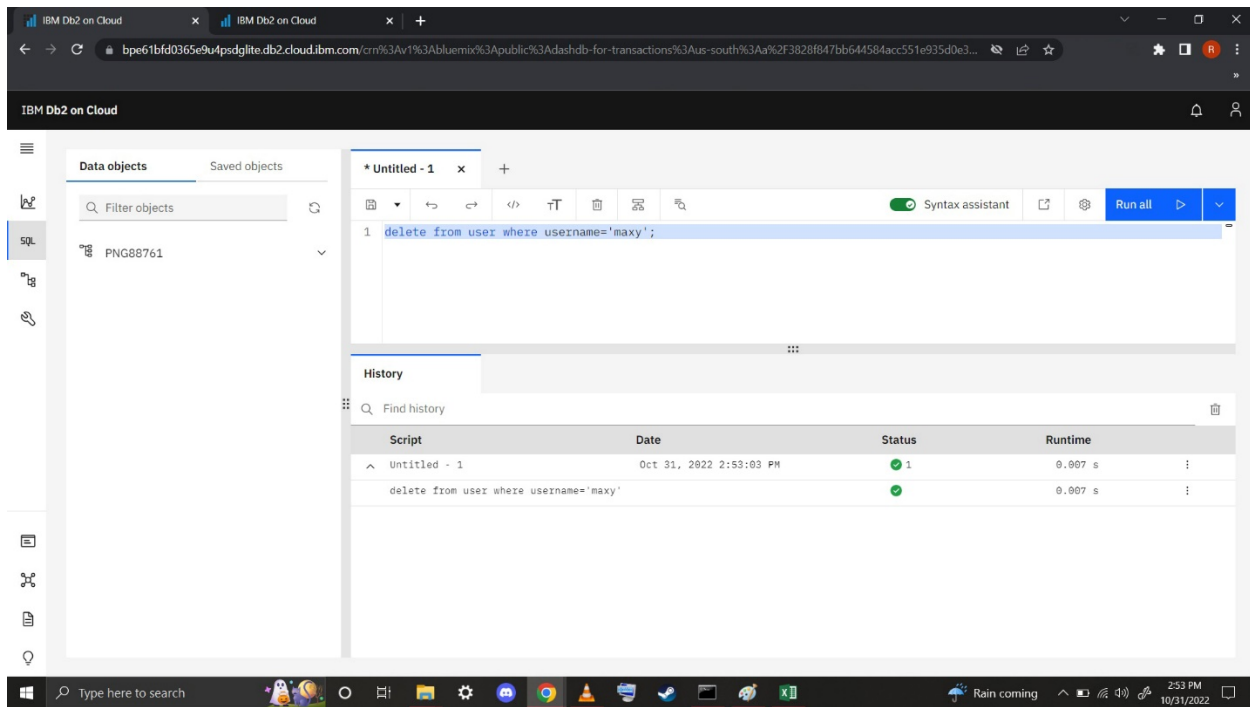 IBM Db2 on Cloud
IBM Db2 on Cloud
bpe61bfd0365e9u4psdglite.db2.cloud.ibm.com/crn%3Av1%3Abluemix%3Apublic%3Adashdb-for-transactions%3Aus-south%3Aa%2F3828f847bb644584acc551e935d0e3...
R
IBM Db2 on Cloud
Data objects Saved objects
* Untitled - 1
Filter objects
Syntax assistant Run all
SQL
PNG88761
1 delete from user where username='maxy';
History
Find history
Script Date Status Runtime
Untitled - 1 Oct 31, 2022 2:53:03 PM 1 0.007 s
delete from user where username='maxy' 0.007 s
Type here to search
Rain coming
2:53 PM
10/31/2022